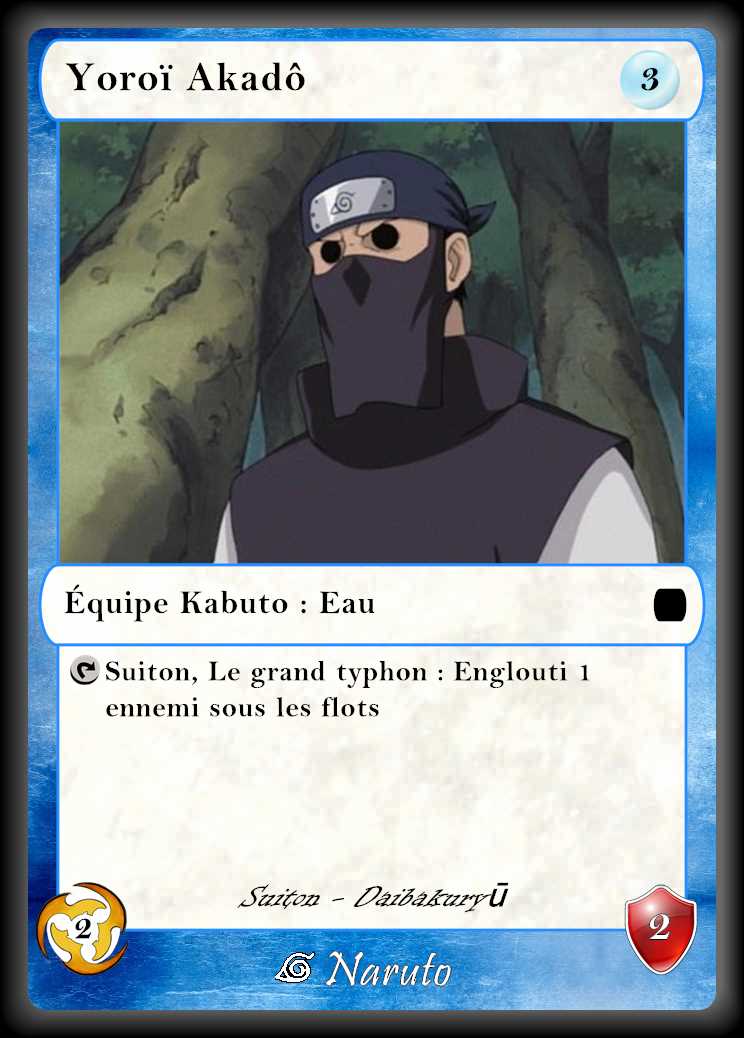 Yoroï Akadô
3
Équipe Kabuto : Eau
Suiton, Le grand typhon : Englouti 1
ennemi sous les flots
Suiton - Daibakuryū
2
2
Naruto